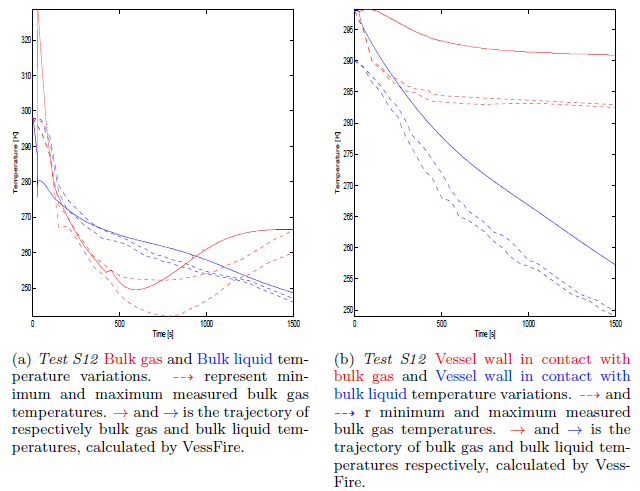 320
310
300
290
280
270
260
250
Temperature [K]
0
500
1000
1500
Time [s]
295
290
285
280
275
270
265
260
255
250
Temperature [K]
0
500
1000
1500
Time [s]
(a) Test S12 Bulk gas and Bulk liquid tem-
perature variations. --→ represent min-
imum and maximum measured bulk gas
temperatures. → and → is the trajectory of
respectively bulk gas and bulk liquid tem-
peratures, calculated by VessFire.
(b) Test S12 Vessel wall in contact with
bulk gas and Vessel wall in contact with
bulk liquid temperature variations. --→ and
--→ r minimum and maximum measured
bulk gas temperatures. → and → is the
trajectory of bulk gas and bulk liquid tem-
peratures respectively, calculated by Vess-
Fire.